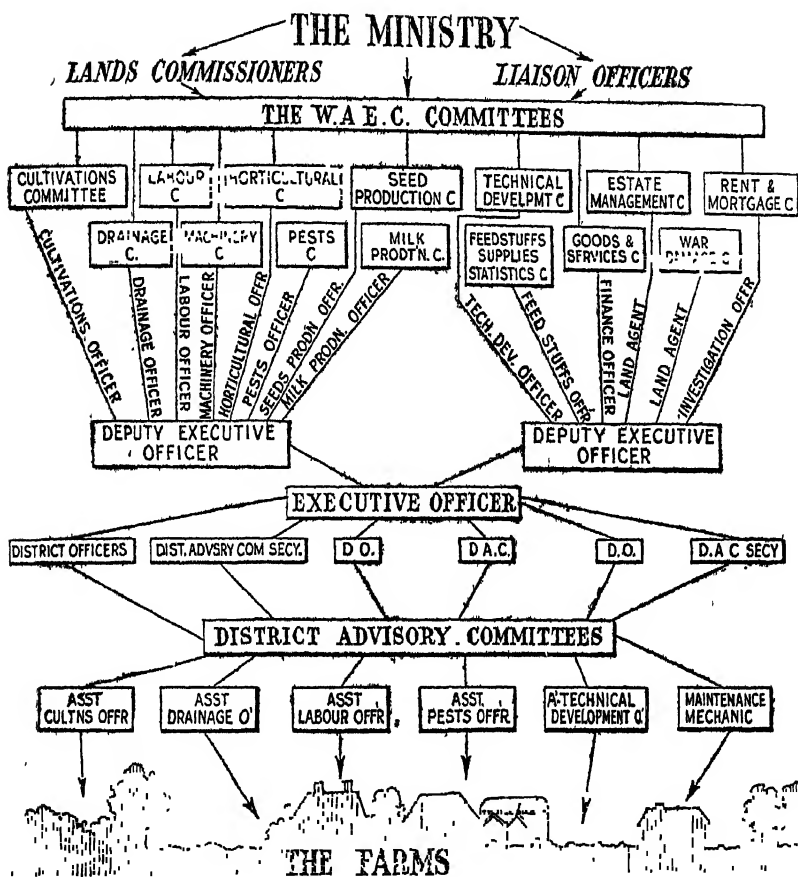 THE MINISTRY
LANDS COMMISSIONERS
LIAISON OFFICERS
THE W.A.E.C. COMMITTEES
CULTIVATIONS
COMMITTEE
LABOUR
C
HORTICULTURAL
C
SEED
PRODUCTION C
TECHNICAL
DEVELPMT C
ESTATE
MANAGEMENT C
RENT &
MORTGAGE C
DRAINAGE
C.
MACHINERY
C
PESTS
C
MILK
PRODT'N. C.
FEEDSTUFFS
SUPPLIES
STATISTICS C
GOODS &
SERVICES C
WAR
DAMAGE C
CULTIVATIONS OFFICER
DRAINAGE OFFICER
LABOUR OFFICER
MACHINERY OFFICER
HORTICULTURAL OFFR
PESTS OFFICER
SEEDS PRODN OFFR.
MILK PRODN. OFFICER
TECH. DEV. OFFICER
FEED STUFFS OFFR
FINANCE OFFICER
LAND AGENT
LAND AGENT
INVESTIGATION OFFR
DEPUTY EXECUTIVE
OFFICER
DEPUTY EXECUTIVE
OFFICER
EXECUTIVE OFFICER
DISTRICT OFFICERS
DIST. ADVSRY COM SECY.
D O.
D A.C.
D.O.
D.A C SECY
DISTRICT ADVISORY. COMMITTEES
ASST
CULTNS OFFR
ASST
DRAINAGE O'
ASST
LABOUR OFFR.
ASST.
PESTS OFFR.
A'. TECHNICAL
DEVELOPMENT O'.
MAINTENANCE
MECHANIC
THE FARMS